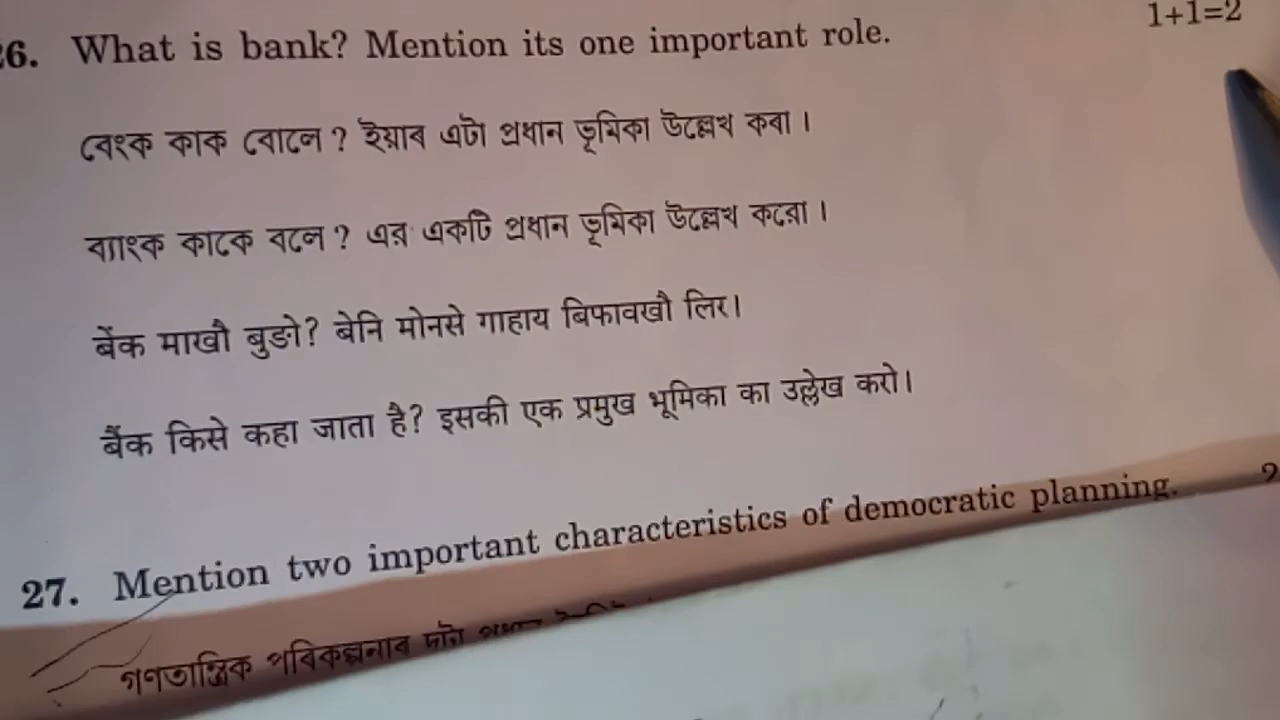 26. What is bank? Mention its one important role. 1+1=2
বেংক কাক বোলে ? ইয়াৰ এটা প্ৰধান ভূমিকা উল্লেখ কৰা ।
ব্যাংক কাকে বলে ? এর একটি প্রধান ভূমিকা উল্লেখ করো ।
बेंक माखौ बुङो? बेनि मोनसे गाहाय बिफावखौ लिर।
बैंक किसे कहा जाता है? इसकी एक प्रमुख भूमिका का उल्लेख करो।
27. Mention two important characteristics of democratic planning. 2
গণতান্ত্ৰিক পৰিকল্পনাৰ দুটা